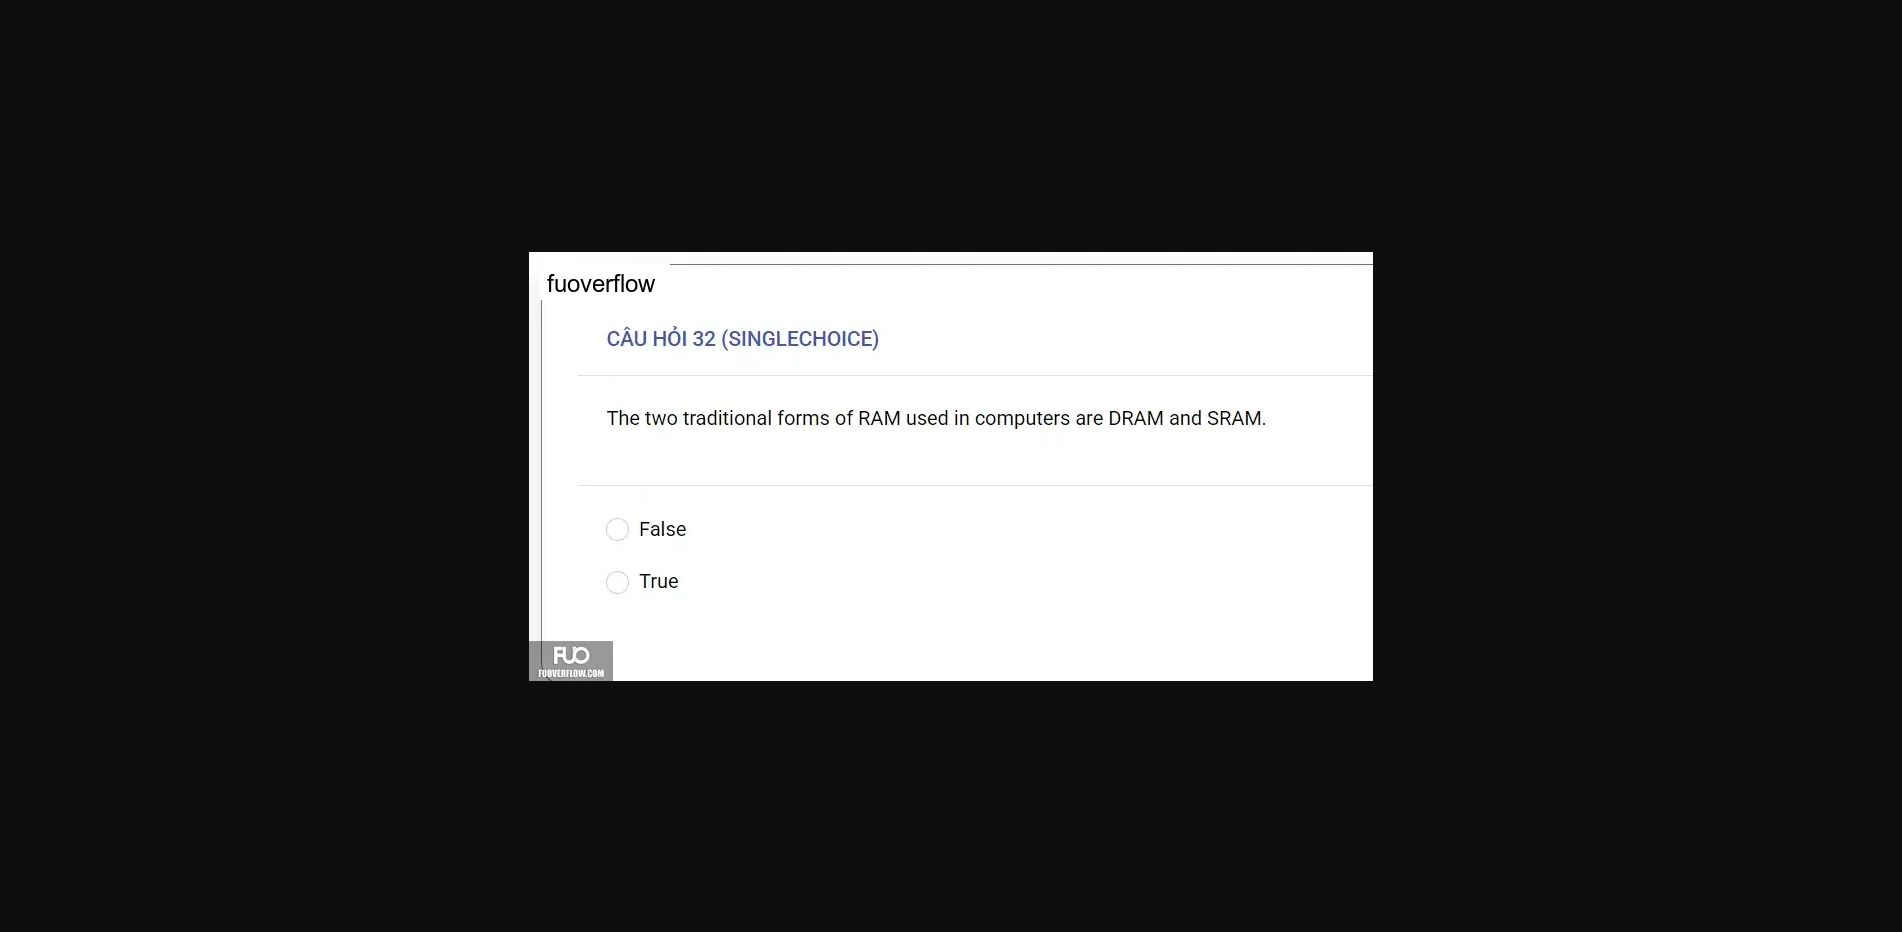 fuoverflow
CÂU HỎI 32 (SINGLECHOICE)
The two traditional forms of RAM used in computers are DRAM and SRAM.
False
True
FUO
FUOVERFLOW.COM